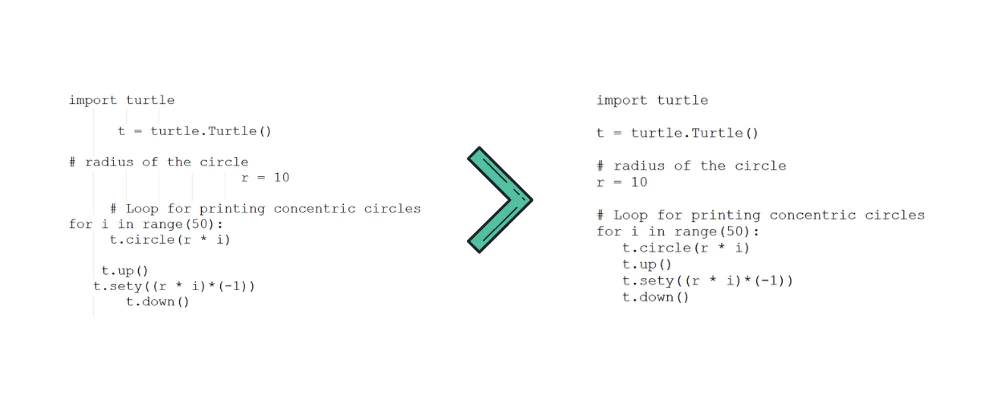 import turtle
t = turtle.Turtle()
# radius of the circle
r = 10
# Loop for printing concentric circles
for i in range(50):
t.circle(r * i)
t.up()
t.sety((r * i)*(-1))
t.down()
import turtle
t = turtle.Turtle()
# radius of the circle
r = 10
# Loop for printing concentric circles
for i in range(50):
t.circle(r * i)
t.up()
t.sety((r * i)*(-1))
t.down()